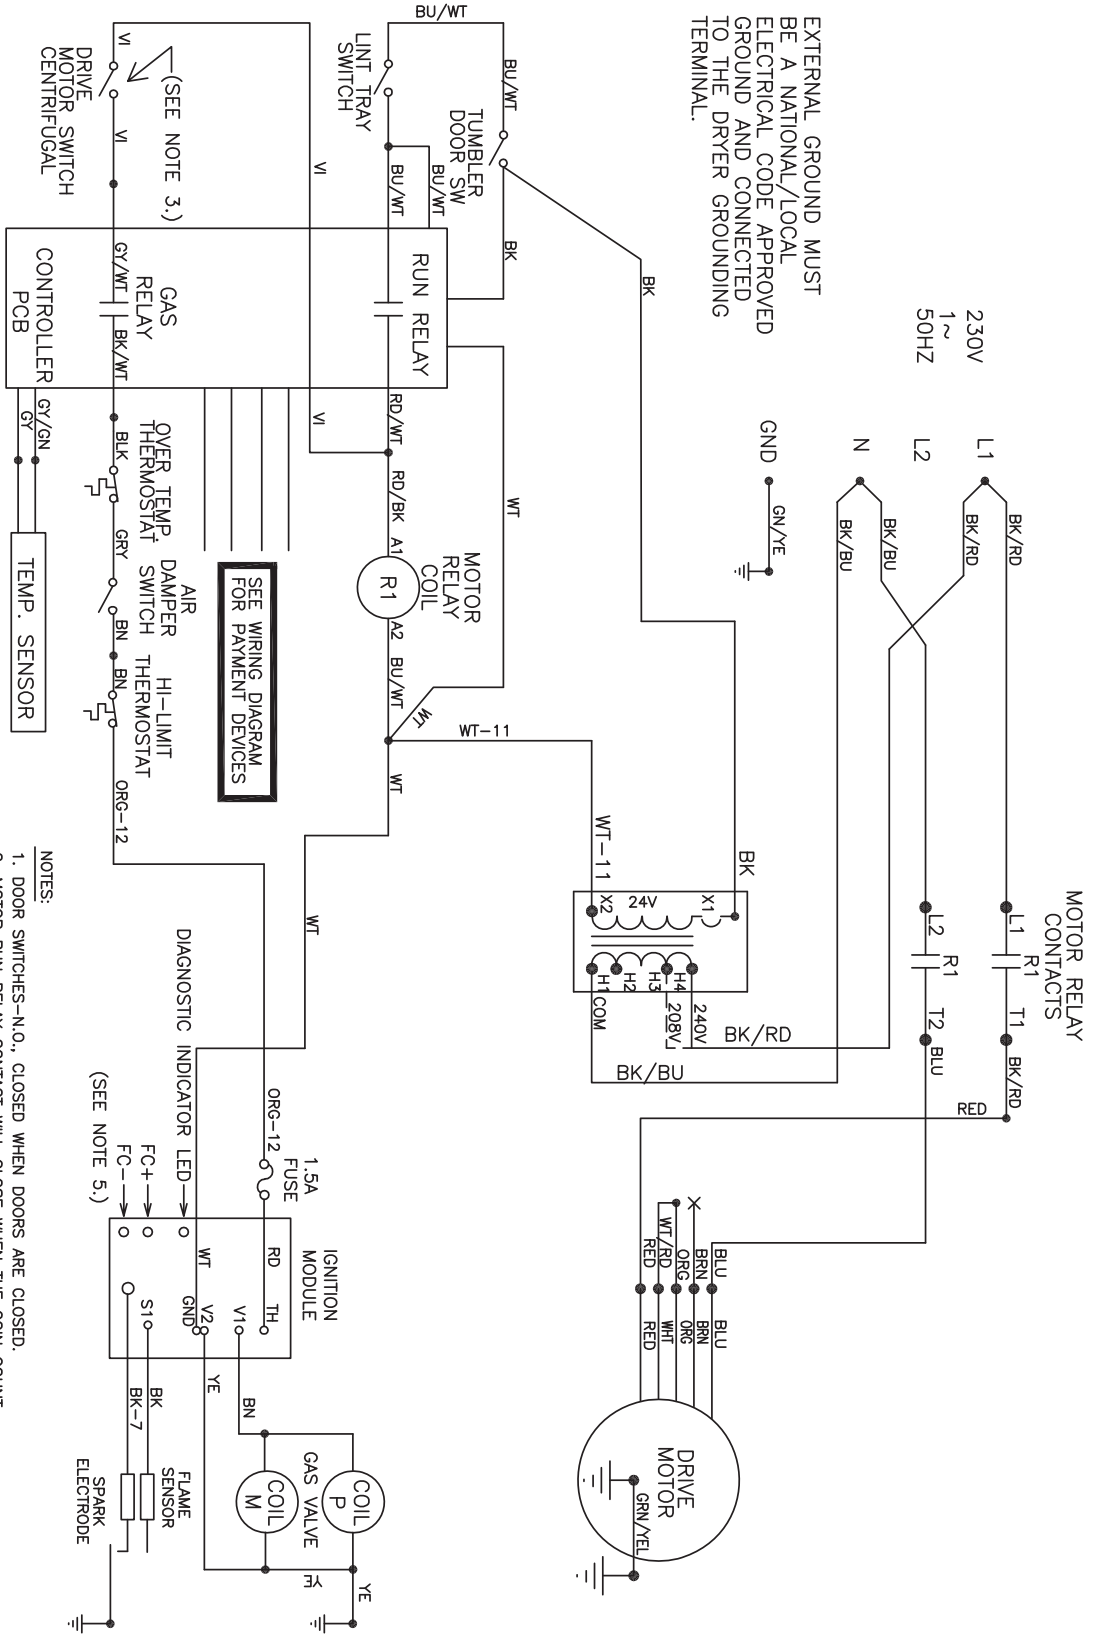 EXTERNAL GROUND MUST
BE A NATIONAL/LOCAL
ELECTRICAL CODE APPROVED
GROUND AND CONNECTED
TO THE DRYER GROUNDING
TERMINAL.
230V
1~
50HZ
L1
L2
N
GND
BK/RD
BK/RD
BK/BU
BK/BU
GN/YE
MOTOR RELAY
CONTACTS
L1
R1
T1
BK/RD
L2
R1
T2
BLU
RED
BU/WT
BU/WT
LINT TRAY
SWITCH
TUMBLER
DOOR SW
BU/WT
BU/WT
BK
BK
BK
VI
VI
VI
VI
(SEE NOTE 3.)
DRIVE
MOTOR SWITCH
CENTRIFUGAL
RUN RELAY
GAS
RELAY
GY/WT
BK/WT
CONTROLLER
PCB
GY/GN
GY
TEMP. SENSOR
WT
RD/WT
RD/BK
A1
R1
A2
MOTOR
RELAY
COIL
BU/WT
WT
WT-11
WT
WT-11
SEE WIRING DIAGRAM
FOR PAYMENT DEVICES
BLK
OVER TEMP.
THERMOSTAT
GRY
AIR
DAMPER
SWITCH
BN
BN
HI-LIMIT
THERMOSTAT
ORG-12
X2
24V
X1
H1
H2
H3
H4
COM
208V
240V
BK/RD
BK/BU
WT
DIAGNOSTIC INDICATOR LED
FC+
FC-
(SEE NOTE 5.)
ORG-12
1.5A
FUSE
IGNITION
MODULE
RD
TH
WT
GND
V2
V1
S1
YE
BN
BK
BK-7
GAS VALVE
COIL
P
COIL
M
YE
YE
FLAME
SENSOR
SPARK
ELECTRODE
BLU
BRN
ORG
WT/RD
RED
BLU
BRN
ORG
WHT
RED
DRIVE
MOTOR
GRN/YEL
NOTES:
1. DOOR SWITCHES-N.O., CLOSED WHEN DOORS ARE CLOSED.